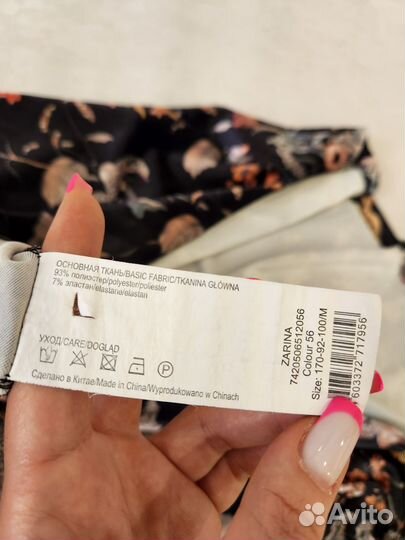 ОСНОВНАЯ ТКАНЬ/BASIC FABRIC/TKANINA GŁÓWNA
93% полиэстер/polyester/poliester
7% эластан/elastane/elastan
УХОД/CARE/DOGLĄD
Сделано в Китае/Made in China/Wyprodukowano w Chinach
ZARINA
7420506512056
Colour 56
Size: 170-92-100/M
603372 717956
Avito